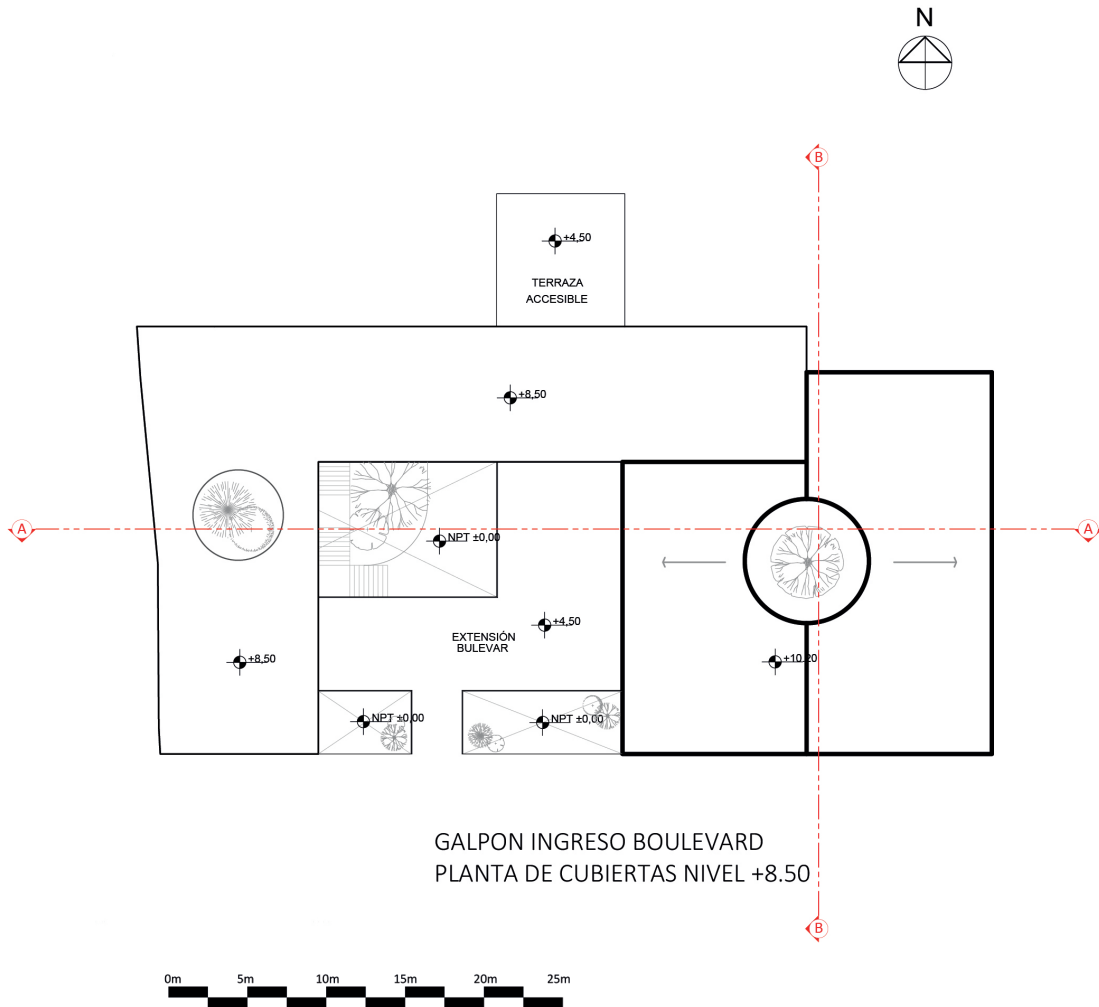 N
B
+4,50
TERRAZA
ACCESIBLE
+8,50
A
A
NPT ±0,00
+4,50
EXTENSIÓN
BULEVAR
+8,50
+10,20
NPT ±0,00
NPT ±0,00
GALPON INGRESO BOULEVARD
PLANTA DE CUBIERTAS NIVEL +8.50
B
0m 5m 10m 15m 20m 25m